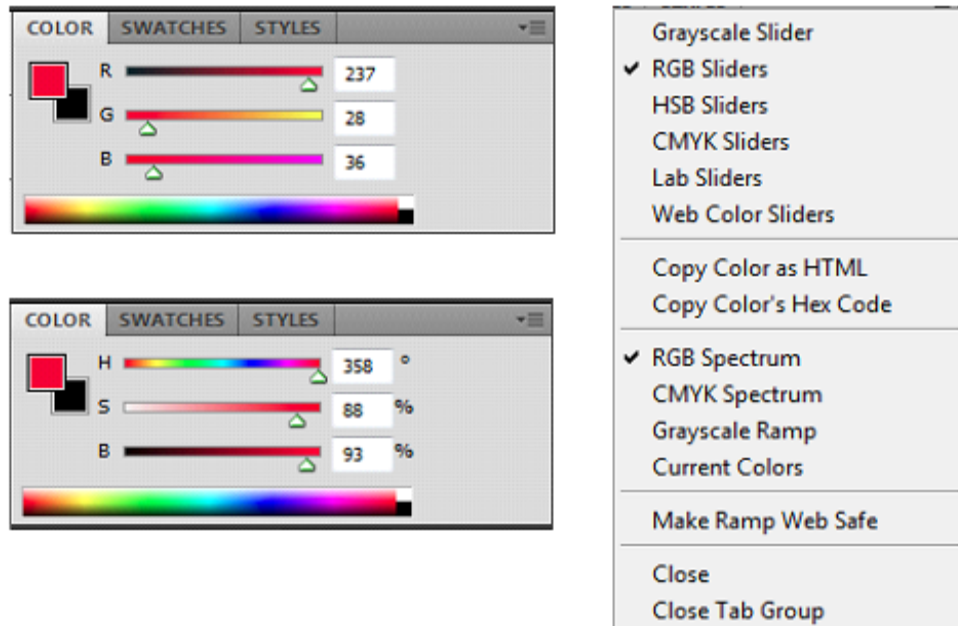 COLOR SWATCHES STYLES
R 237
G 28
B 36
COLOR SWATCHES STYLES
H 358 °
S 88 %
B 93 %
Grayscale Slider
✔ RGB Sliders
HSB Sliders
CMYK Sliders
Lab Sliders
Web Color Sliders
Copy Color as HTML
Copy Color's Hex Code
✔ RGB Spectrum
CMYK Spectrum
Grayscale Ramp
Current Colors
Make Ramp Web Safe
Close
Close Tab Group